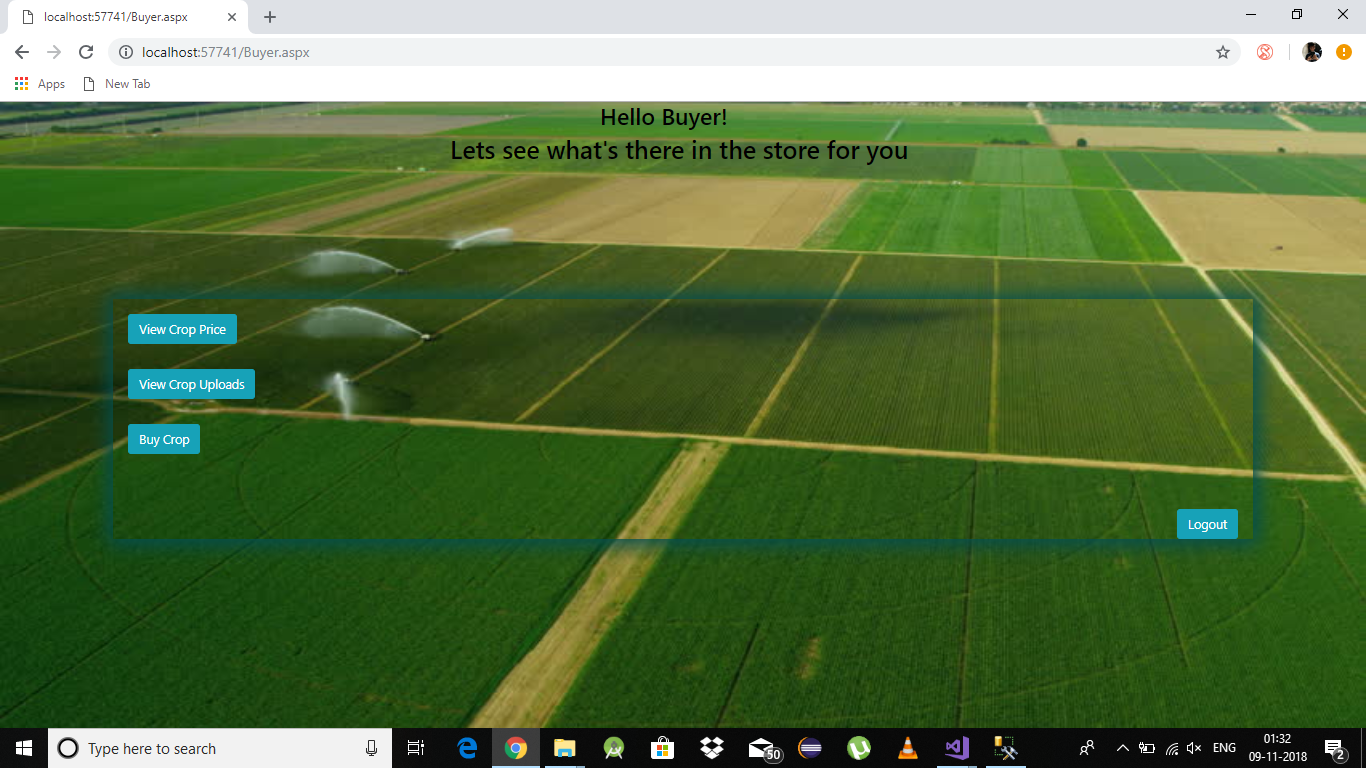 localhost:57741/Buyer.aspx
localhost:57741/Buyer.aspx
Apps
New Tab
Hello Buyer!
Lets see what's there in the store for you
View Crop Price
View Crop Uploads
Buy Crop
Logout
Type here to search
50
ENG
01:32
09-11-2018
2